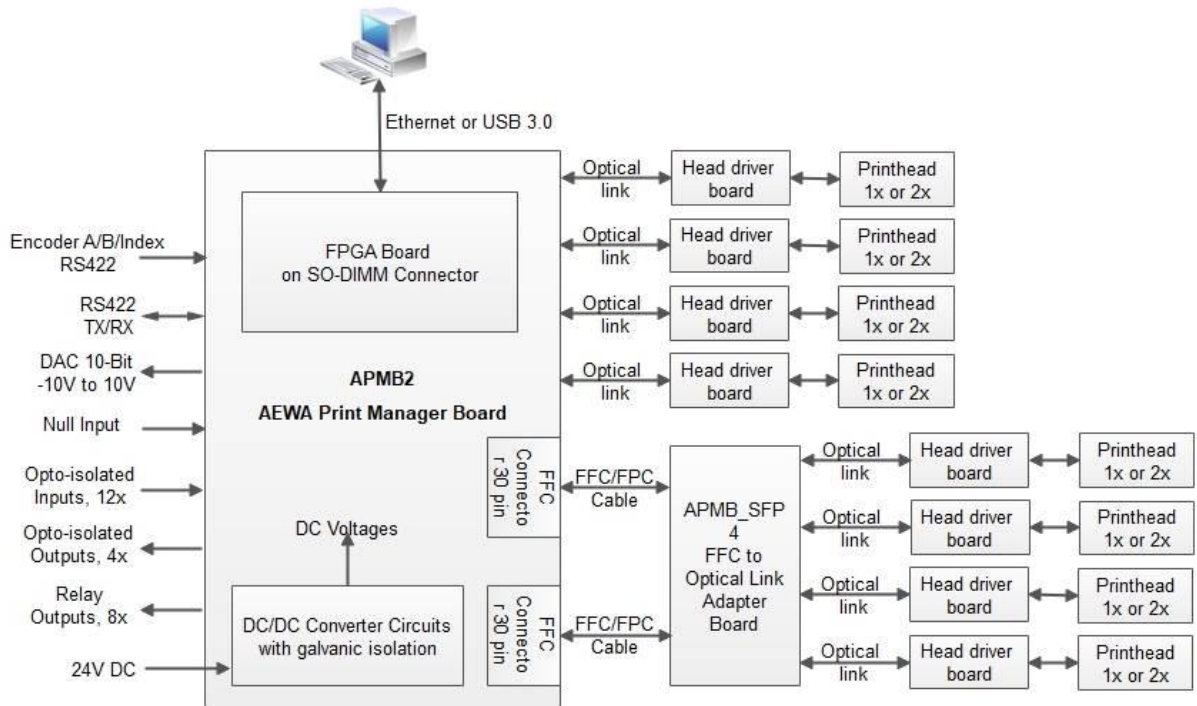 Ethernet or USB 3.0
FPGA Board
on SO-DIMM Connector
APMB2
AEWA Print Manager Board
Encoder A/B/Index
RS422
RS422
TX/RX
DAC 10-Bit
-10V to 10V
Null Input
Opto-isolated
Inputs, 12x
Opto-isolated
Outputs, 4x
Relay
Outputs, 8x
24V DC
DC Voltages
DC/DC Converter Circuits
with galvanic isolation
FFC
Connecto
r 30 pin
FFC
Connecto
r 30 pin
Optical
link
Head driver
board
Printhead
1x or 2x
Optical
link
Head driver
board
Printhead
1x or 2x
Optical
link
Head driver
board
Printhead
1x or 2x
Optical
link
Head driver
board
Printhead
1x or 2x
FFC/FPC
Cable
FFC/FPC
Cable
APMB_SFP
4
FFC to
Optical Link
Adapter
Board
Optical
link
Head driver
board
Printhead
1x or 2x
Optical
link
Head driver
board
Printhead
1x or 2x
Optical
link
Head driver
board
Printhead
1x or 2x
Optical
link
Head driver
board
Printhead
1x or 2x